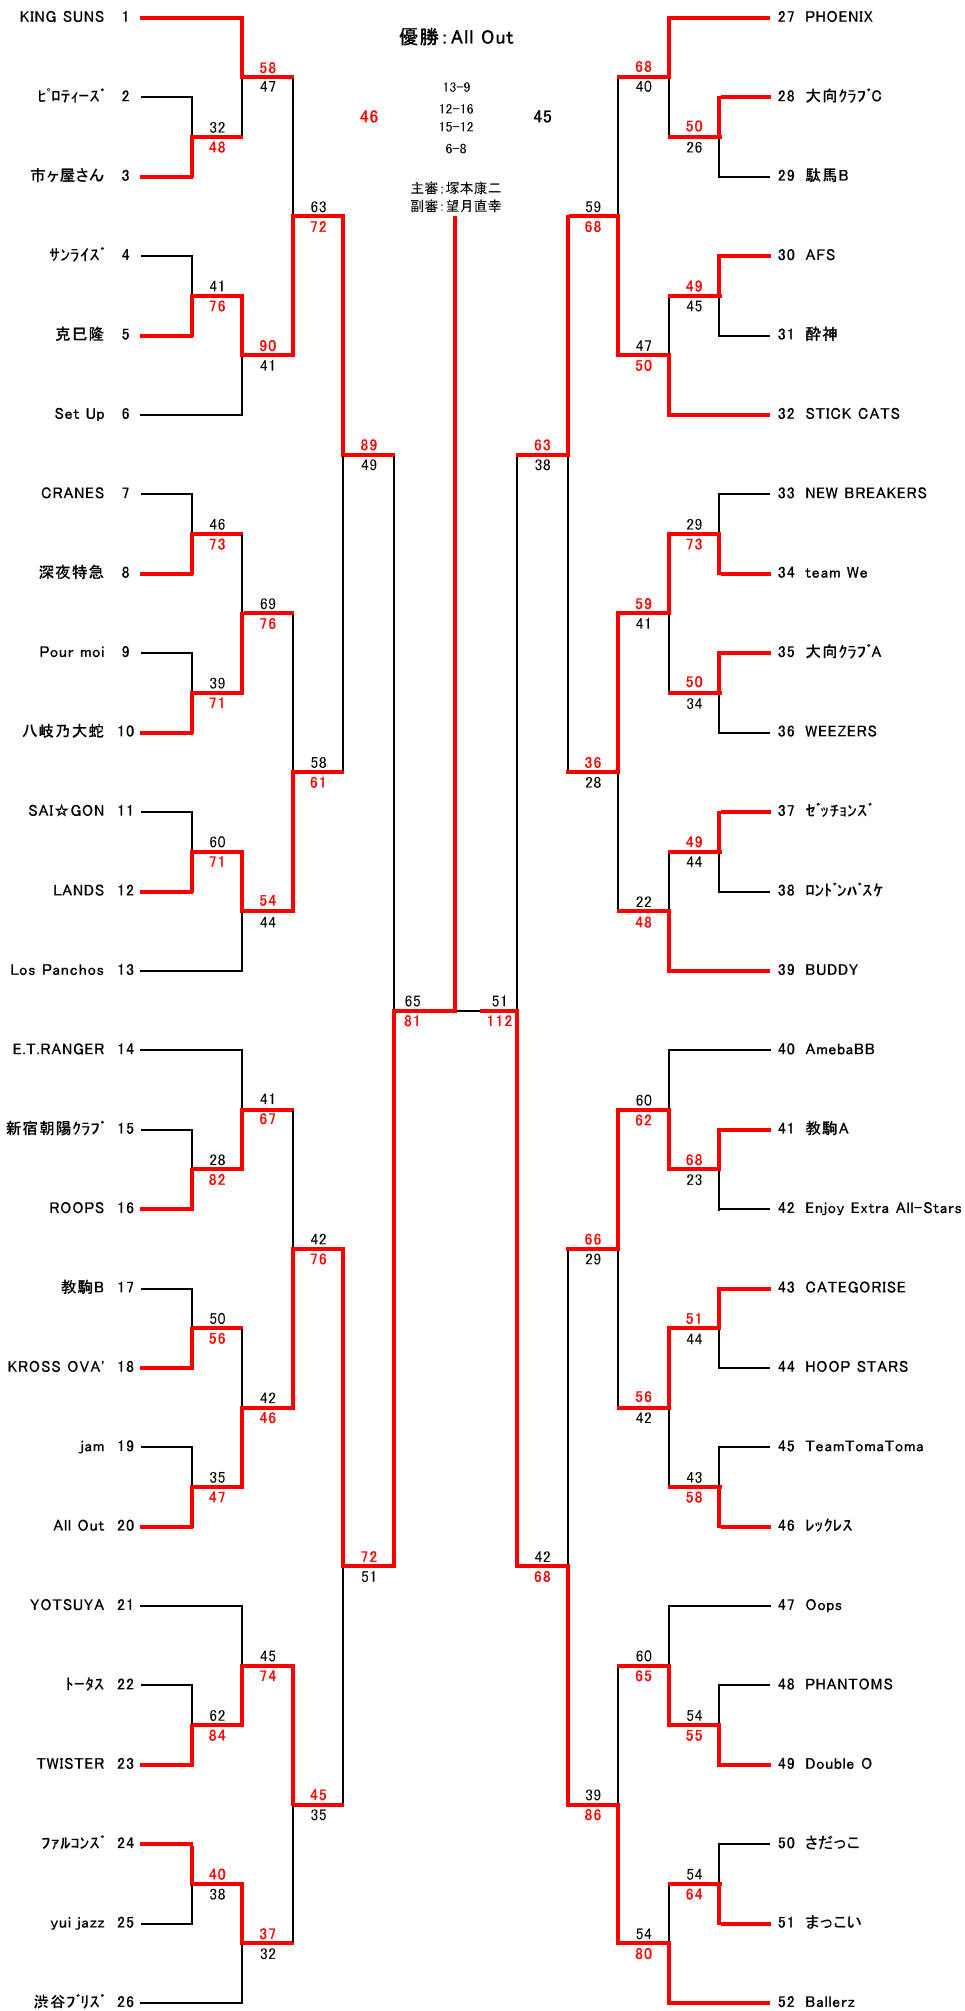 優勝：All Out
13-9
46
12-16
45
15-12
6-8
主審；塚本康二
副審：望月直幸
KING SUNS 1
58
47
ﾋﾟﾛﾃｨｰｽﾞ 2
32
48
市ヶ屋さん 3
63
72
ｻﾝﾗｲｽﾞ 4
41
76
克巳隆 5
90
41
Set Up 6
89
49
CRANES 7
46
73
深夜特急 8
69
76
Pour moi 9
39
71
八岐乃大蛇 10
58
61
SAI☆GON 11
60
71
LANDS 12
54
44
Los Panchos 13
65
81
E.T.RANGER 14
41
67
新宿朝陽ｸﾗﾌﾞ 15
28
82
ROOPS 16
42
76
教駒B 17
50
56
KROSS OVA' 18
42
46
jam 19
35
47
All Out 20
72
51
YOTSUYA 21
45
74
ﾄｰﾀｽ 22
62
84
TWISTER 23
45
35
ﾌｧﾙｺﾝｽﾞ 24
40
38
yui jazz 25
37
32
渋谷ﾌﾞﾘｽﾞ 26
27 PHOENIX
68
40
28 大向ｸﾗﾌﾞC
50
26
29 駄馬B
59
68
30 AFS
49
45
31 酔神
47
50
32 STICK CATS
63
38
33 NEW BREAKERS
29
73
34 team We
59
41
35 大向ｸﾗﾌﾞA
50
34
36 WEEZERS
36
28
37 ｾﾞｯﾁｮﾝｽﾞ
49
44
38 ﾛﾝﾄﾞﾝﾊﾞｽｹ
22
48
39 BUDDY
51
112
40 AmebaBB
60
62
41 教駒A
68
23
42 Enjoy Extra All-Stars
66
29
43 CATEGORISE
51
44
44 HOOP STARS
56
42
45 TeamTomaToma
43
58
46 ﾚｯｸﾚｽ
42
68
47 Oops
60
65
48 PHANTOMS
54
55
49 Double O
39
86
50 さだっこ
54
64
51 まっこい
54
80
52 Ballerz